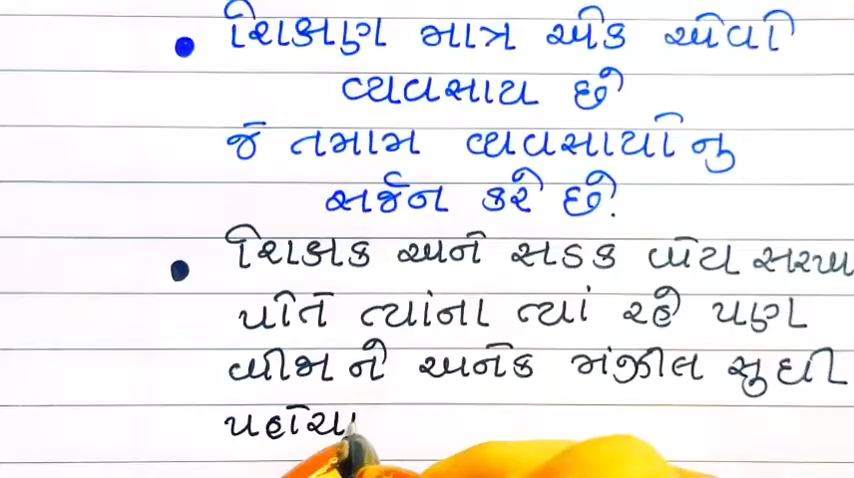 • શિક્ષણ માત્ર એક એવો
વ્યવસાય છે
જે તમામ વ્યવસાયોનુ
સર્જન કરે છે.
• શિક્ષક અને સડક બંને સરખા
પોતે ત્યાંના ત્યાં રહે પણ
બીજા ને અનેક મંઝીલ સુધી
પહોંચા